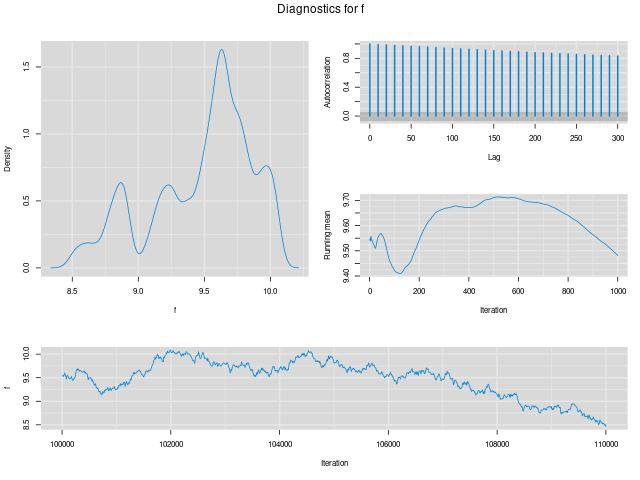 Diagnostics for f
Density
0.0 0.5 1.0 1.5
8.5 9.0 9.5 10.0
f
Autocorrelation
0.0 0.4 0.8
0 50 100 150 200 250 300
Lag
Running mean
9.40 9.50 9.60 9.70
0 200 400 600 800 1000
Iteration
f
8.5 9.0 9.5 10.0
100000 102000 104000 106000 108000 110000
Iteration